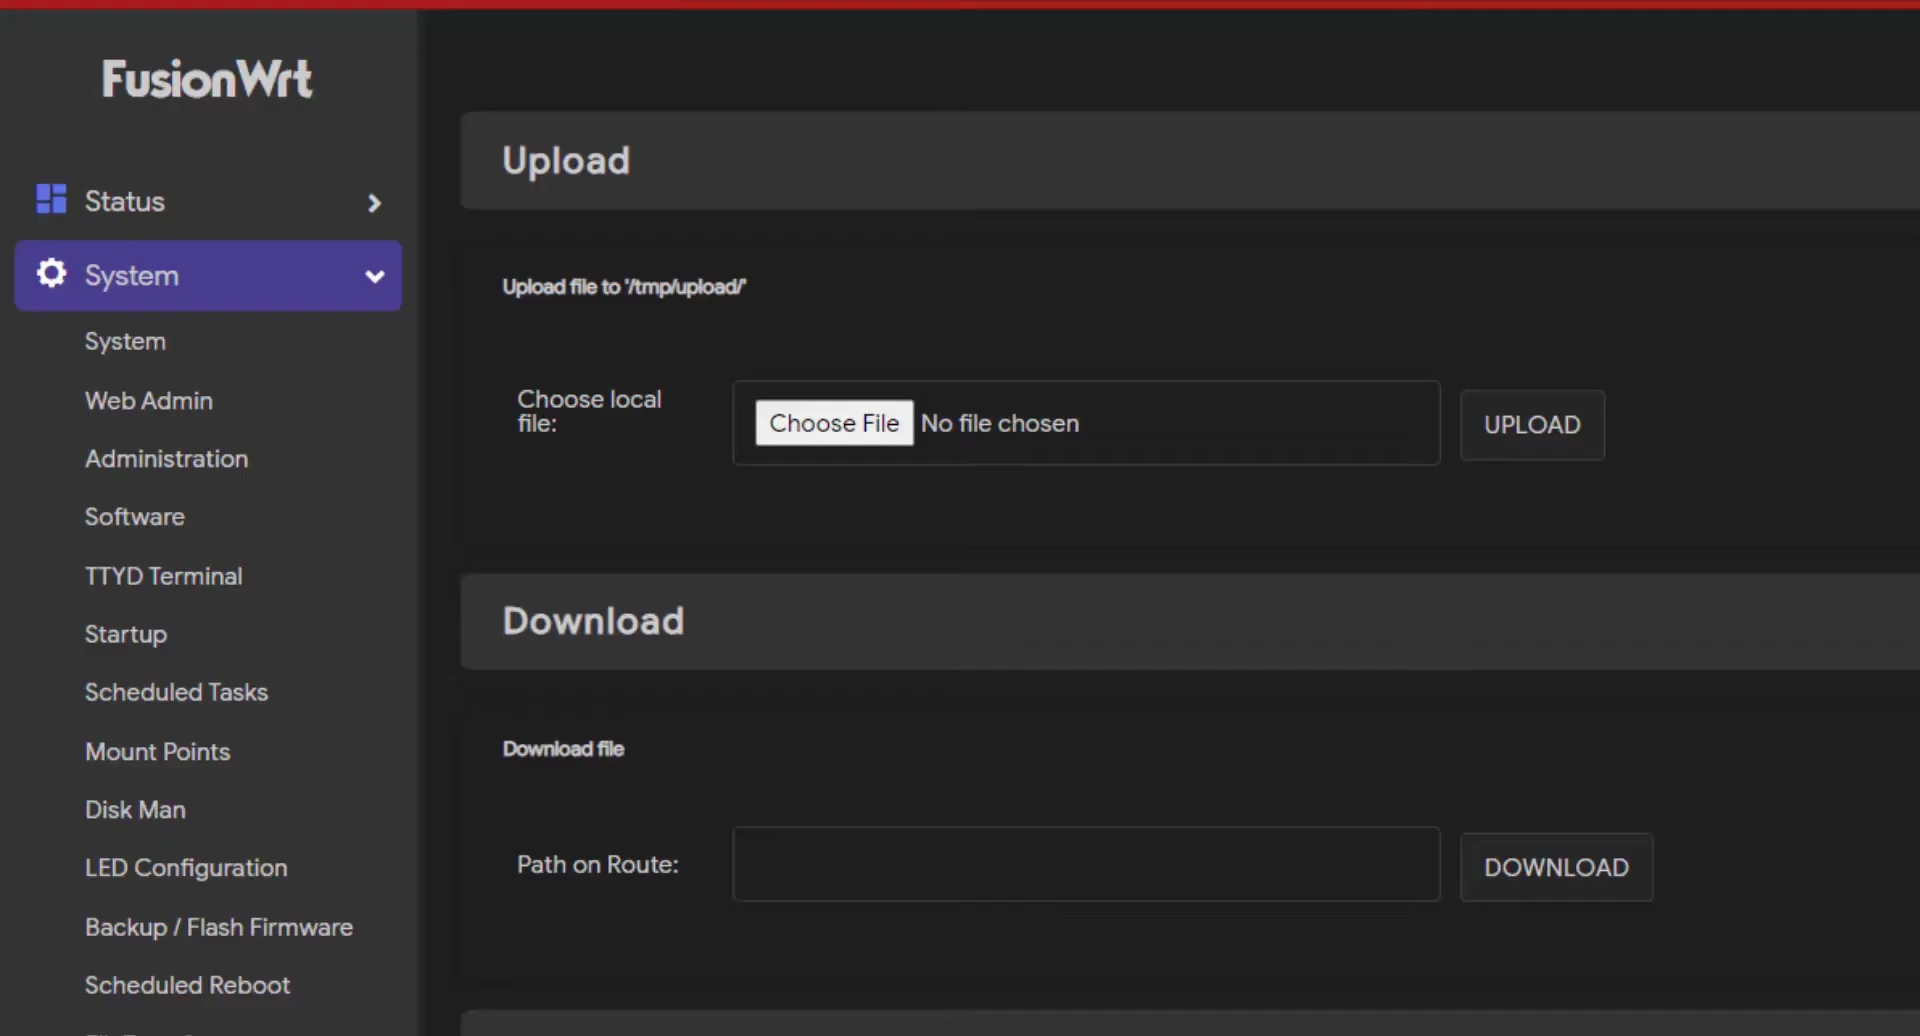 FusionWrt
Status
System
System
Web Admin
Administration
Software
TTYD Terminal
Startup
Scheduled Tasks
Mount Points
Disk Man
LED Configuration
Backup / Flash Firmware
Scheduled Reboot
Upload
Upload file to '/tmp/upload/'
Choose local
file:
Choose File No file chosen
UPLOAD
Download
Download file
Path on Route:
DOWNLOAD